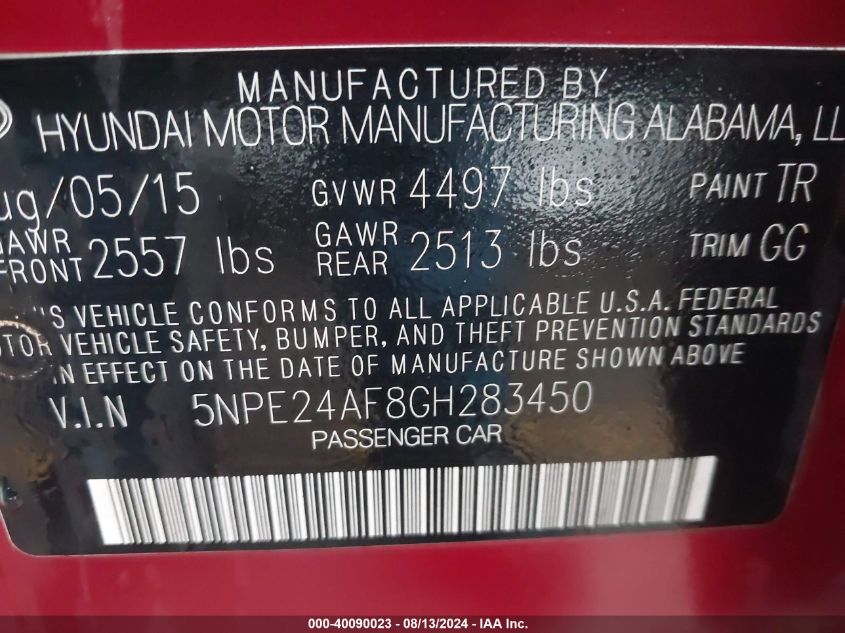 MANUFACTURED BY
HYUNDAI MOTOR MANUFACTURING ALABAMA, LL
ug/05/15 GVWR 4497 lbs PAINT TR
GAWR FRONT 2557 lbs GAWR REAR 2513 lbs TRIM GG
VEHICLE CONFORMS TO ALL APPLICABLE U.S.A. FEDERAL
VEHICLE SAFETY, BUMPER, AND THEFT PREVENTION STANDARDS
IN EFFECT ON THE DATE OF MANUFACTURE SHOWN ABOVE
V.I.N 5NPE24AF8GH283450
PASSENGER CAR
000-40090023 - 08/13/2024 - IAA Inc.